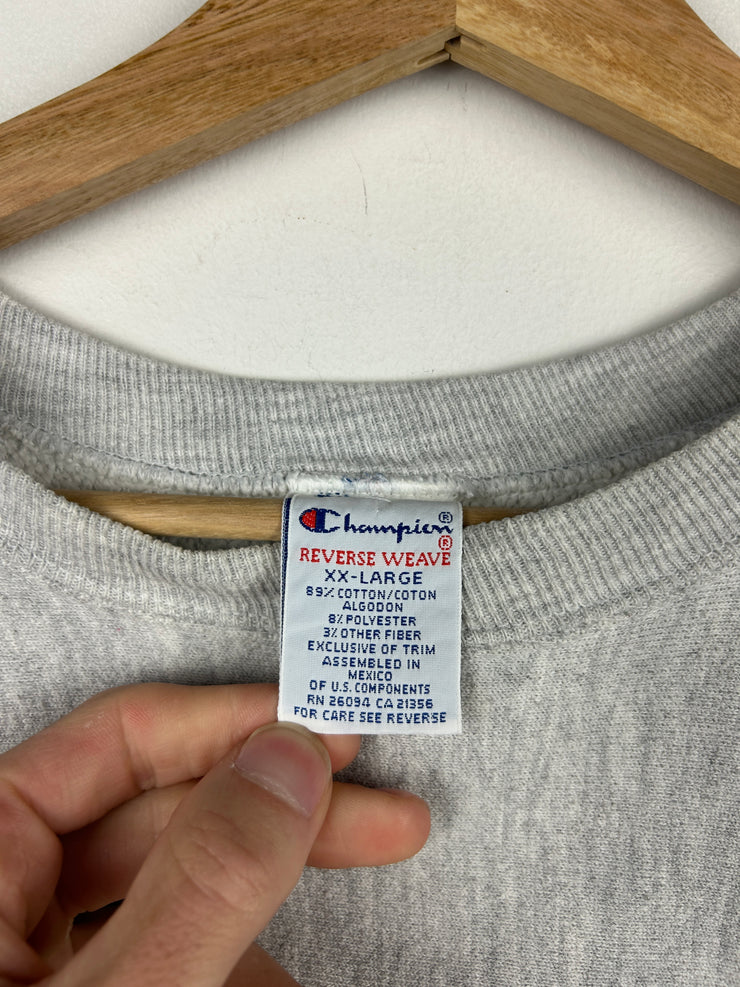 Champion®
REVERSE WEAVE®
XX-LARGE
89% COTTON/COTON
ALGODON
8% POLYESTER
3% OTHER FIBER
EXCLUSIVE OF TRIM
ASSEMBLED IN
MEXICO
OF U.S. COMPONENTS
RN 26094 CA 21356
FOR CARE SEE REVERSE